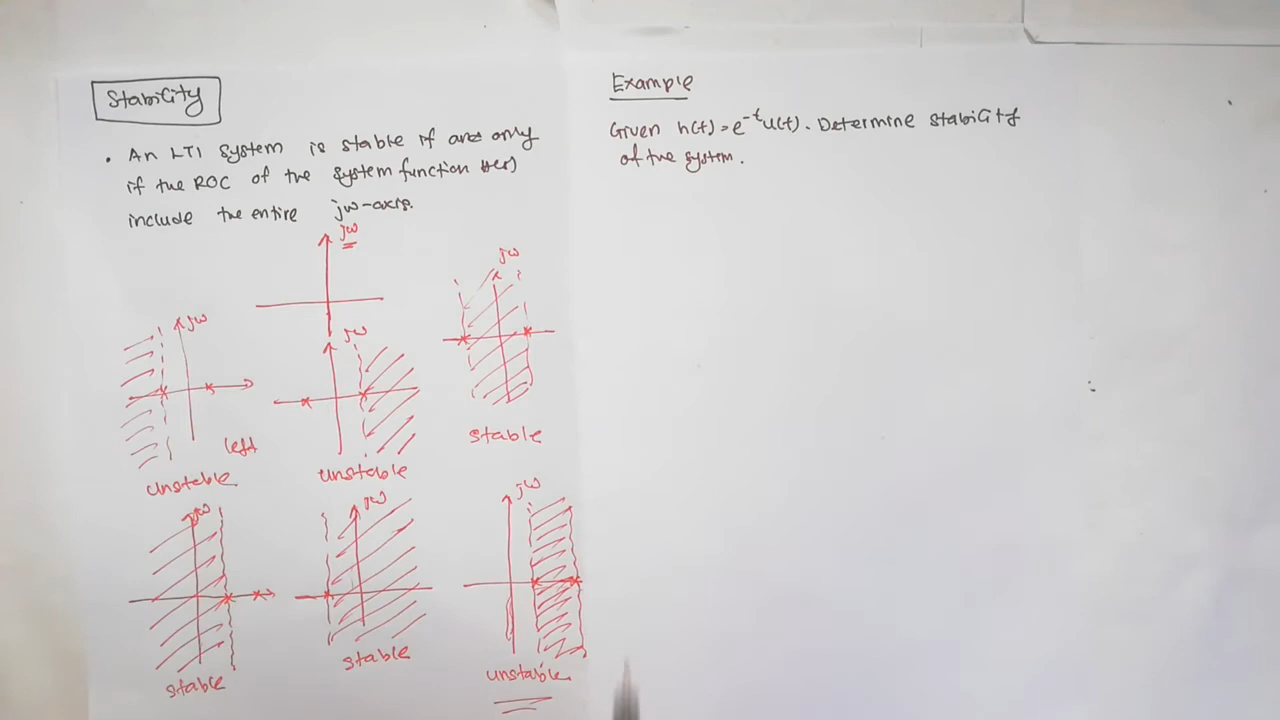 Stability
• An LTI system is stable if and only
if the ROC of the system function H(s)
include the entire jω-axis.
jω
jω
jω
jω
left
stable
unstable
unstable
jω
jω
jω
stable
stable
unstable
Example
Given h(t) = e^-t u(t). Determine stability
of the system.